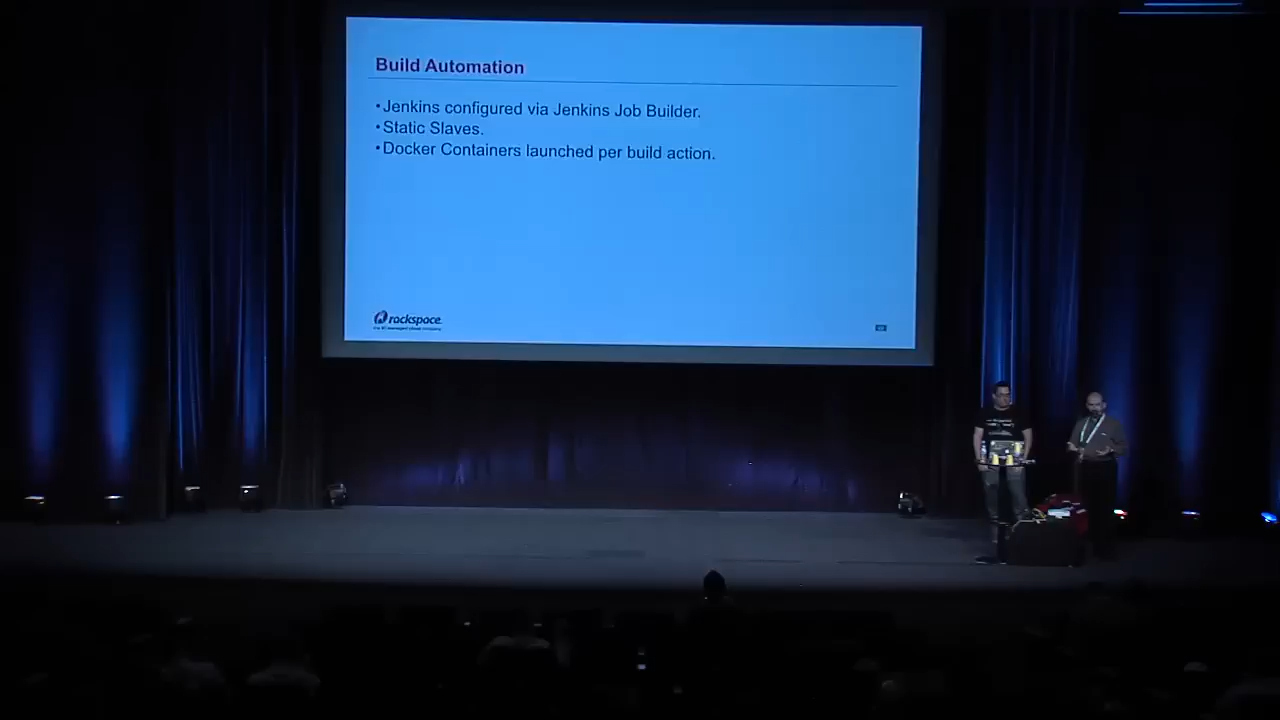 Build Automation
•Jenkins configured via Jenkins Job Builder.
•Static Slaves.
•Docker Containers launched per build action.
rackspace